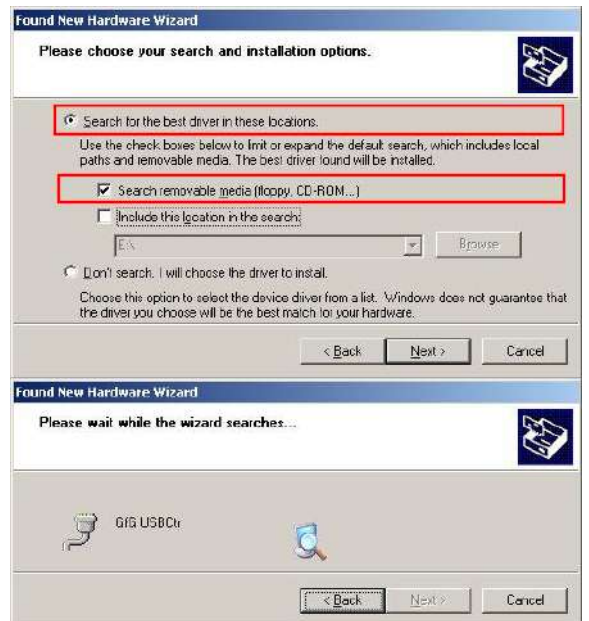 Found New Hardware Wizard
Please choose your search and installation options.
Search for the best driver in these locations.
Use the check boxes below to limit or expand the default search, which includes local
paths and removable media. The best driver found will be installed.
Search removable media (floppy, CD-ROM...)
Include this location in the search:
E:\
Browse
Don't search. I will choose the driver to install.
Choose this option to select the device driver from a list. Windows does not guarantee that
the driver you choose will be the best match for your hardware.
< Back Next > Cancel
Found New Hardware Wizard
Please wait while the wizard searches...
GfG USBCtr
< Back Next > Cancel